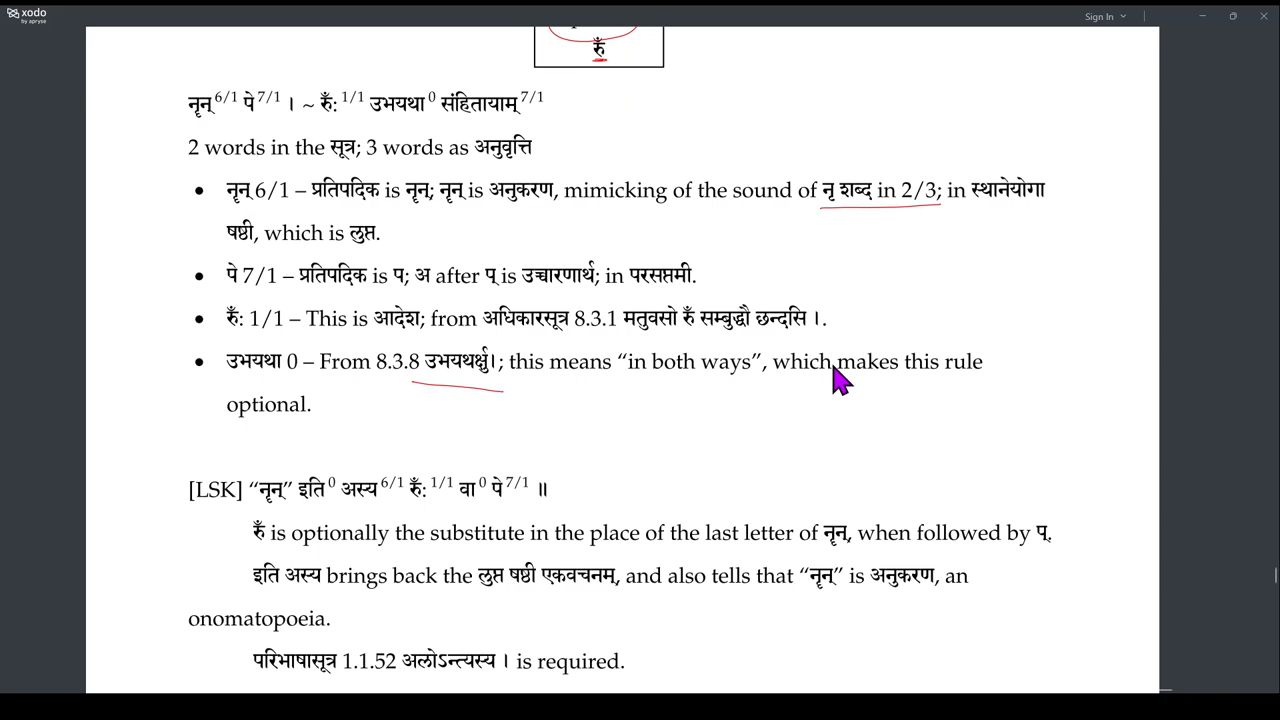 xodo
by apryse
Sign In
रुँ
नॄन् 6/1 पे 7/1 । ~ रुँ: 1/1 उभयथा 0 संहितायाम् 7/1
2 words in the सूत्र; 3 words as अनुवृत्ति
• नॄन् 6/1 – प्रतिपदिक is नॄन्; नॄन् is अनुकरण, mimicking of the sound of नृ शब्द in 2/3; in स्थानेयोगा
षष्ठी, which is लुप्त.
• पे 7/1 – प्रतिपदिक is प; अ after प् is उच्चारणार्थ; in परसप्तमी.
• रुँ: 1/1 – This is आदेश; from अधिकारसूत्र 8.3.1 मतुवसो रुँ सम्बुद्धौ छन्दसि ।.
• उभयथा 0 – From 8.3.8 उभयथर्क्षु।; this means “in both ways”, which makes this rule
optional.
[LSK] “नॄन्” इति 0 अस्य 6/1 रुँ: 1/1 वा 0 पे 7/1 ॥
रुँ is optionally the substitute in the place of the last letter of नॄन्, when followed by प्.
इति अस्य brings back the लुप्त षष्ठी एकवचनम्, and also tells that “नॄन्” is अनुकरण, an
onomatopoeia.
परिभाषासूत्र 1.1.52 अलोऽन्त्यस्य । is required.